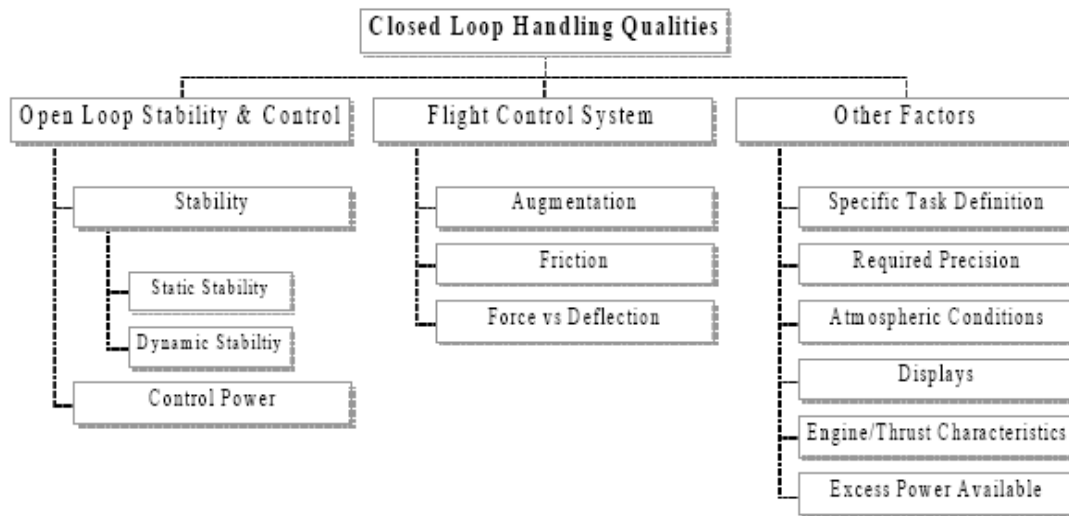 Closed Loop Handling Qualities
Open Loop Stability & Control
Flight Control System
Other Factors
Stability
Static Stability
Dynamic Stabiltiy
Control Power
Augmentation
Friction
Force vs Deflection
Specific Task Definition
Required Precision
Atmospheric Conditions
Displays
Engine/Thrust Characteristics
Excess Power Available